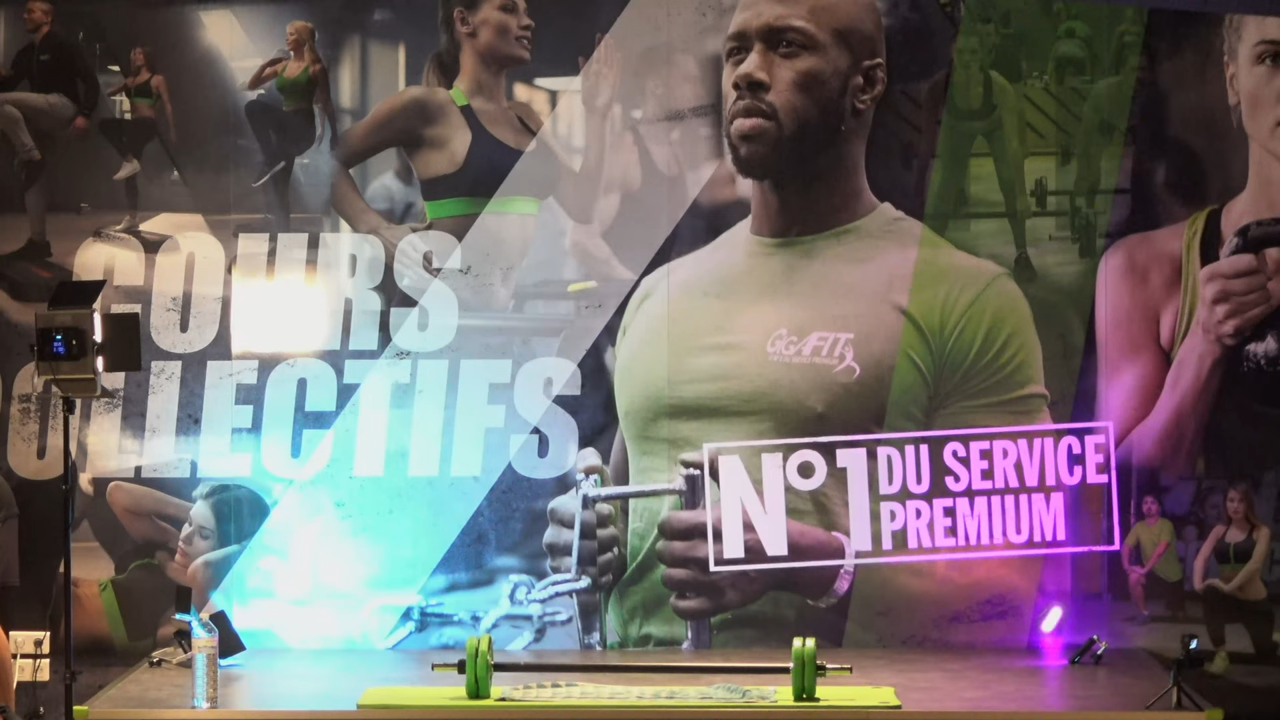 COURS
COLLECTIFS
GIGAFIT
N°1 DU SERVICE
PREMIUM